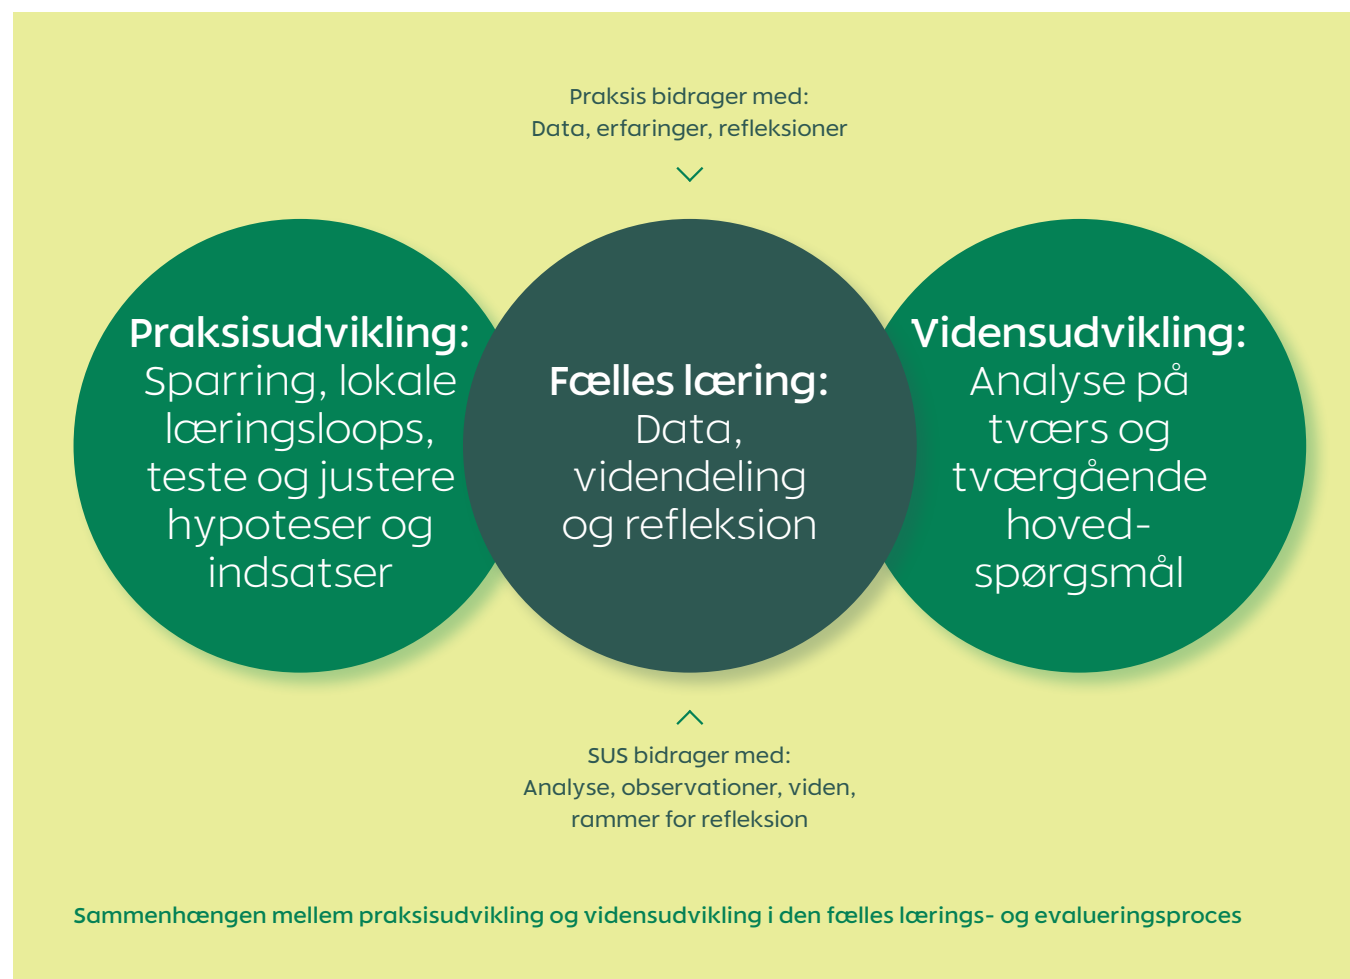 Praksis bidrager med:
Data, erfaringer, refleksioner
Praksisudvikling:
Sparring, lokale
læringsloops,
teste og justere
hypoteser og
indsatser
Fælles læring:
Data,
videndeling
og refleksion
Vidensudvikling:
Analyse på
tværs og
tværgående
hoved-
spørgsmål
SUS bidrager med:
Analyse, observationer, viden,
rammer for refleksion
Sammenhængen mellem praksisudvikling og vidensudvikling i den fælles lærings- og evalueringsproces